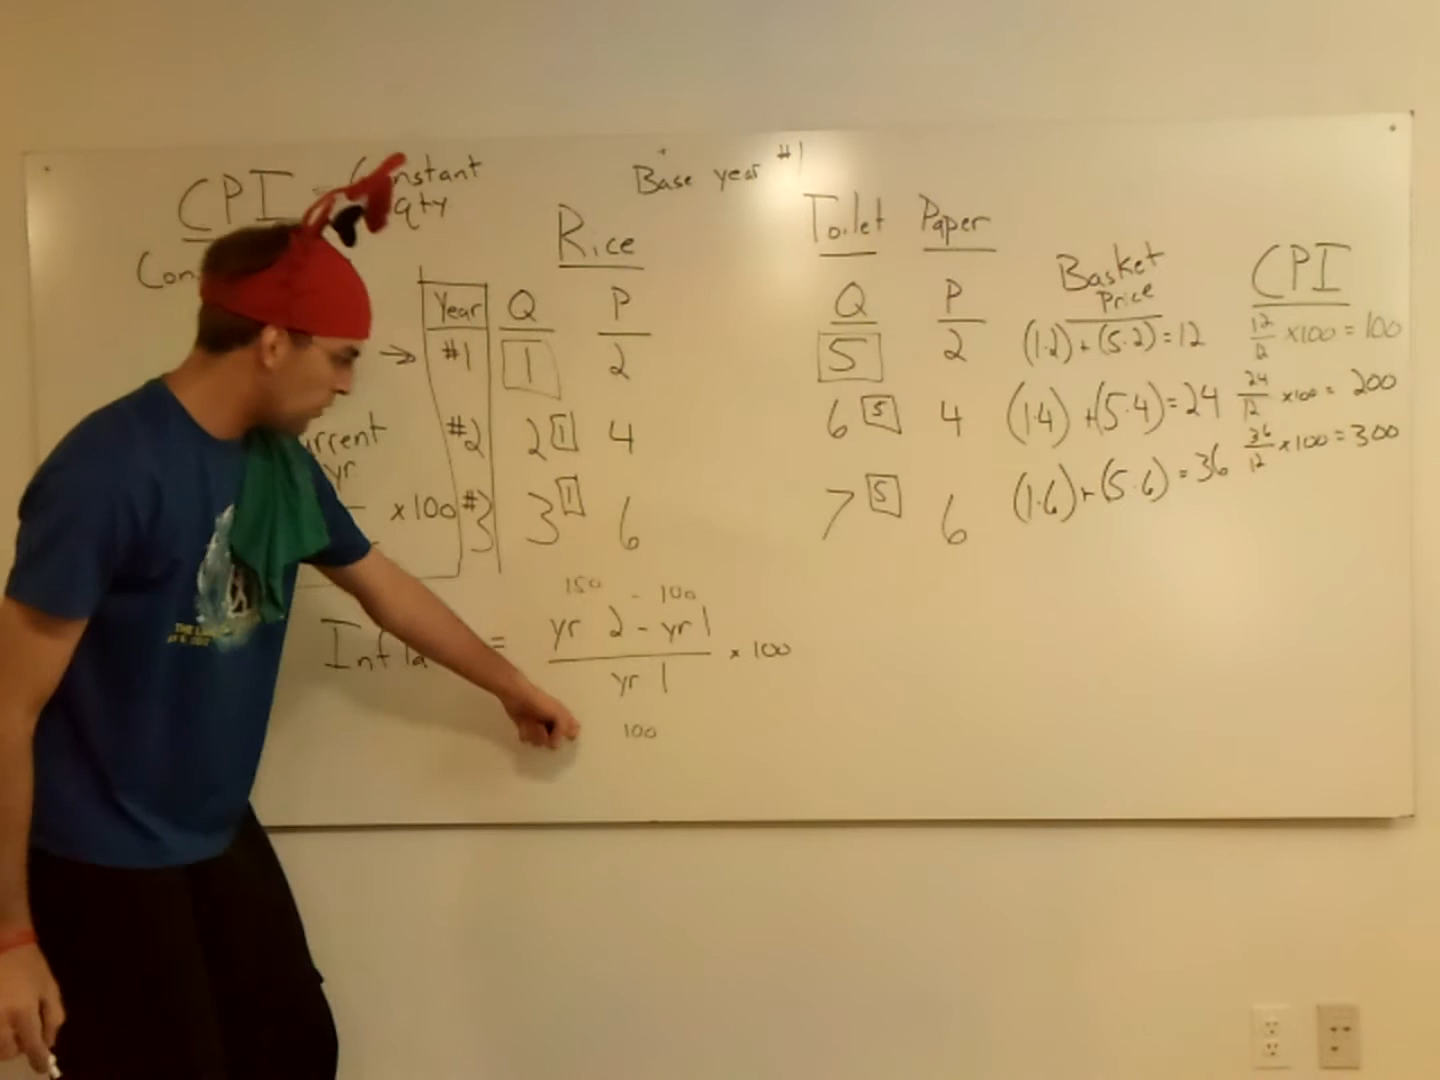 CPI = Constant
qty
Base year #1
Rice
Toilet Paper
Year Q P Q P Basket Price CPI
#1 1 2 5 2 (1·2)+(5·2)=12 12/12 x100 = 100
#2 2 1 4 6 5 4 (1·4)+(5·4)=24 24/12 x100 = 200
#3 3 1 6 7 5 6 (1·6)+(5·6)=36 36/12 x100 = 300
yr
x100
150 - 100
= yr 2 - yr 1 x 100
yr 1
100